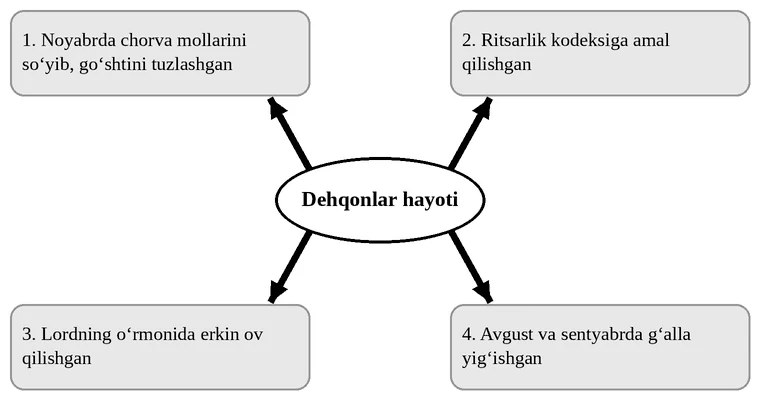 1. Noyabrda chorva mollarini
so‘yib, go‘shtini tuzlashgan
2. Ritsarlik kodeksiga amal
qilishgan
Dehqonlar hayoti
3. Lordning o‘rmonida erkin ov
qilishgan
4. Avgust va sentyabrda g‘alla
yig‘ishgan